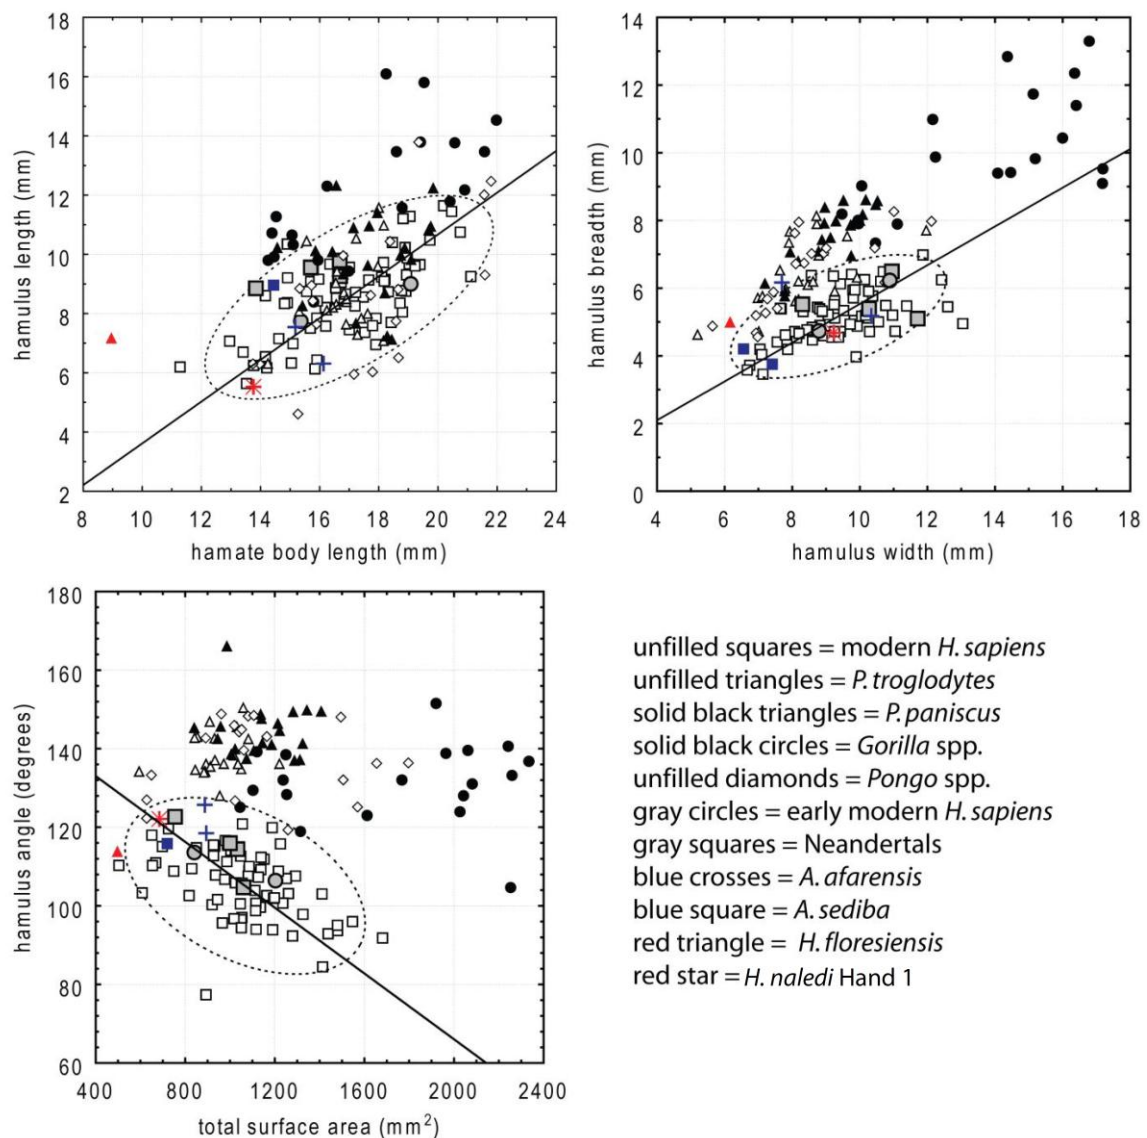 18
16
14
12
10
8
6
4
2
hamulus length (mm)
8 10 12 14 16 18 20 22 24
hamate body length (mm)
14
12
10
8
6
4
2
0
hamulus breadth (mm)
4 6 8 10 12 14 16 18
hamulus width (mm)
180
160
140
120
100
80
60
hamulus angle (degrees)
400 800 1200 1600 2000 2400
total surface area (mm²)
unfilled squares = modern H. sapiens
unfilled triangles = P. troglodytes
solid black triangles = P. paniscus
solid black circles = Gorilla spp.
unfilled diamonds = Pongo spp.
gray circles = early modern H. sapiens
gray squares = Neandertals
blue crosses = A. afarensis
blue square = A. sediba
red triangle = H. floresiensis
red star = H. naledi Hand 1